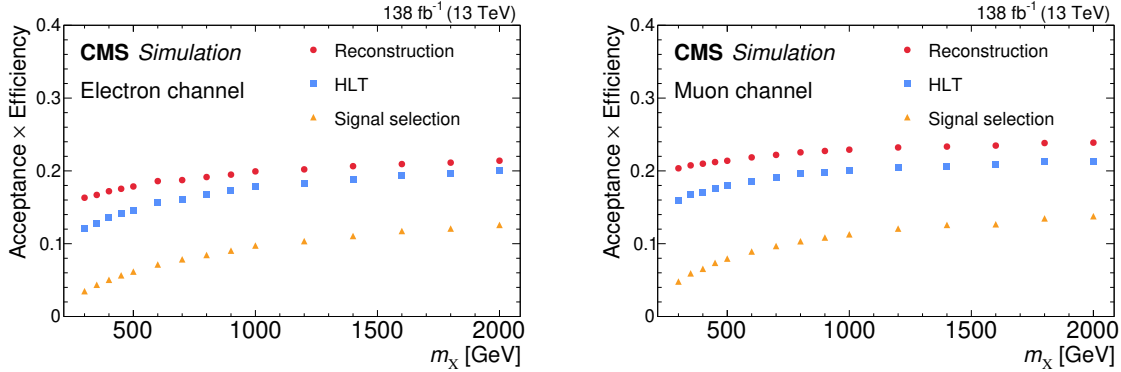 138 fb⁻¹ (13 TeV)
CMS Simulation
Electron channel
Reconstruction
HLT
Signal selection
Acceptance × Efficiency
0.4
0.3
0.2
0.1
0
500 1000 1500 2000
m_X [GeV]
138 fb⁻¹ (13 TeV)
CMS Simulation
Muon channel
Reconstruction
HLT
Signal selection
Acceptance × Efficiency
0.4
0.3
0.2
0.1
0
500 1000 1500 2000
m_X [GeV]